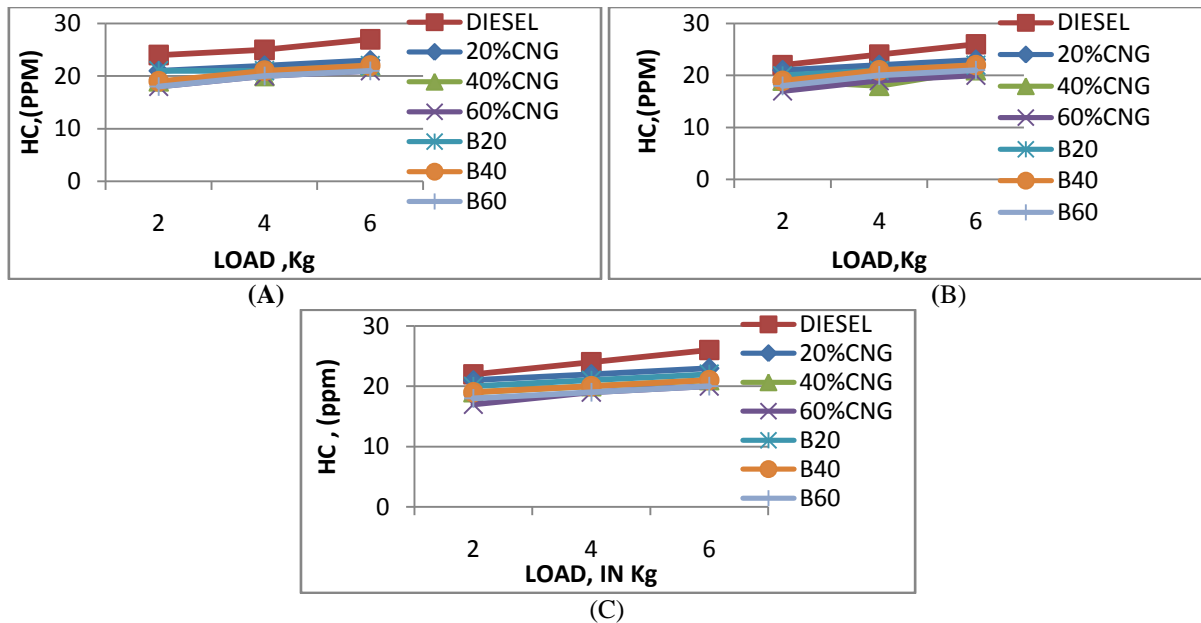 HC,(PPM)
30
20
10
0
2 4 6
LOAD ,Kg
DIESEL
20%CNG
40%CNG
60%CNG
B20
B40
B60
(A)
HC,(PPM)
30
20
10
0
2 4 6
LOAD,Kg
DIESEL
20%CNG
40%CNG
60%CNG
B20
B40
B60
(B)
HC , (ppm)
30
20
10
0
2 4 6
LOAD, IN Kg
DIESEL
20%CNG
40%CNG
60%CNG
B20
B40
B60
(C)